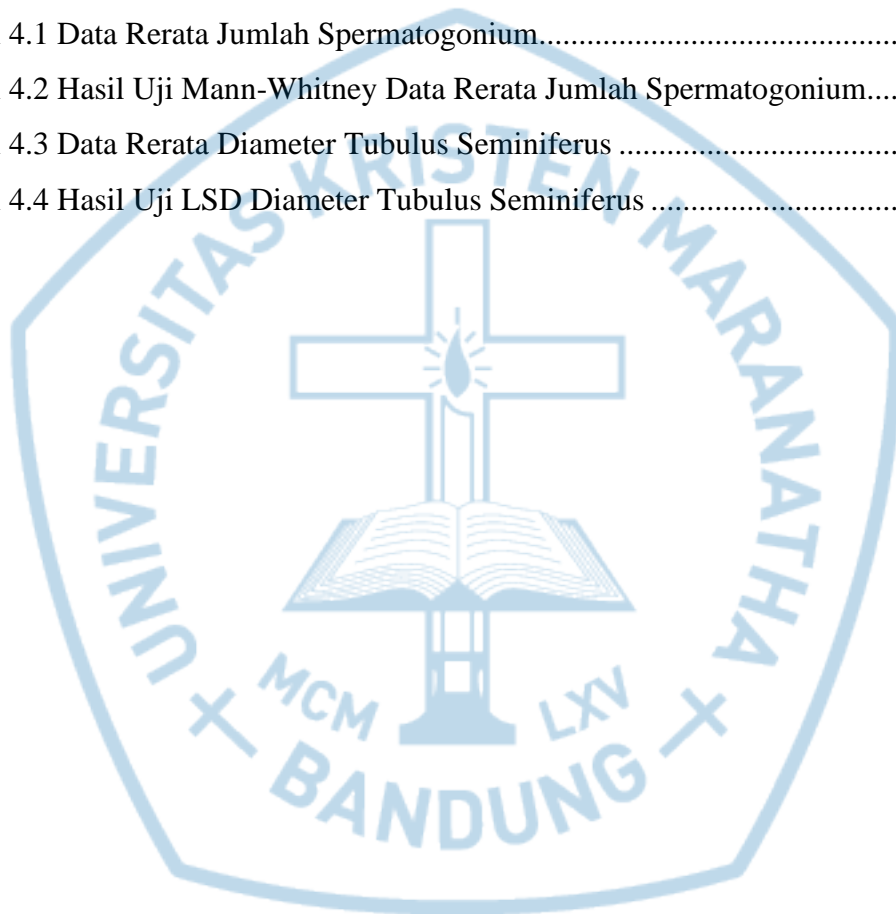 4.1 Data Rerata Jumlah Spermatogonium......................................................
4.2 Hasil Uji Mann-Whitney Data Rerata Jumlah Spermatogonium....
4.3 Data Rerata Diameter Tubulus Seminiferus ....................................
4.4 Hasil Uji LSD Diameter Tubulus Seminiferus ................................
UNIVERSITAS KRISTEN MARANATHA
MCM LXV
BANDUNG